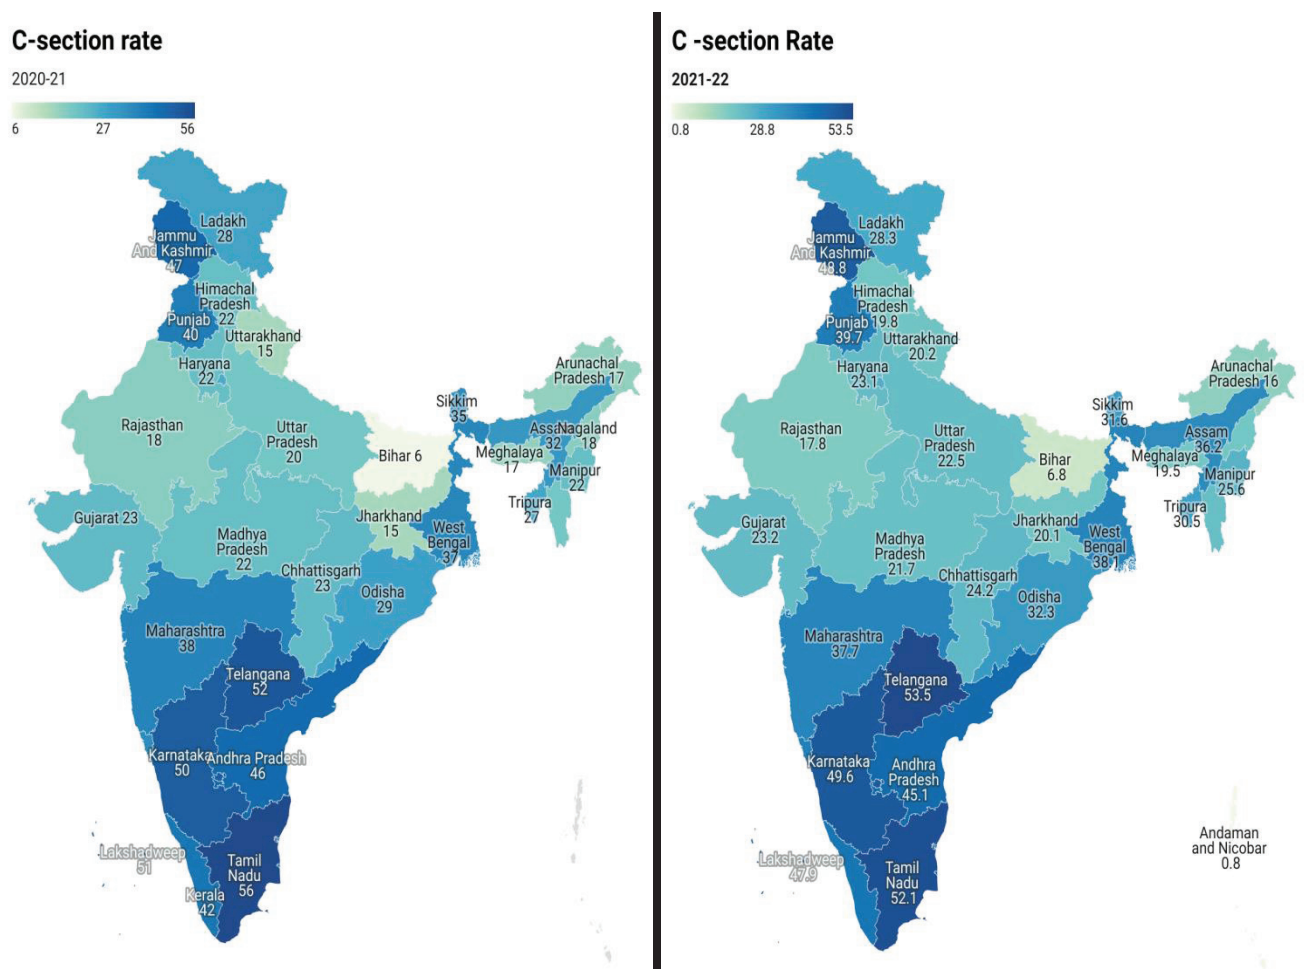 C-section rate
2020-21
6 27 56
Ladakh
28
Jammu
And Kashmir
47
Himachal
Pradesh
22
Punjab
40
Uttarakhand
15
Haryana
22
Arunachal
Pradesh 17
Sikkim
35
Rajasthan
18
Uttar
Pradesh
20
Assam
32
Nagaland
18
Bihar 6
Meghalaya
17
Manipur
22
Tripura
27
Gujarat 23
Jharkhand
15
West
Bengal
37
Madhya
Pradesh
22
Chhattisgarh
23
Odisha
29
Maharashtra
38
Telangana
52
Karnataka
50
Andhra Pradesh
46
Lakshadweep
51
Tamil
Nadu
56
Kerala
42
C -section Rate
2021-22
0.8 28.8 53.5
Ladakh
28.3
Jammu
And Kashmir
48.8
Himachal
Pradesh
19.8
Punjab
39.7
Uttarakhand
20.2
Haryana
23.1
Arunachal
Pradesh 16
Sikkim
31.6
Rajasthan
17.8
Uttar
Pradesh
22.5
Assam
36.2
Bihar
6.8
Meghalaya
19.5
Manipur
25.6
Tripura
30.5
Gujarat
23.2
Jharkhand
20.1
West
Bengal
38.1
Madhya
Pradesh
21.7
Chhattisgarh
24.2
Odisha
32.3
Maharashtra
37.7
Telangana
53.5
Karnataka
49.6
Andhra
Pradesh
45.1
Lakshadweep
47.9
Tamil
Nadu
52.1
Andaman
and Nicobar
0.8